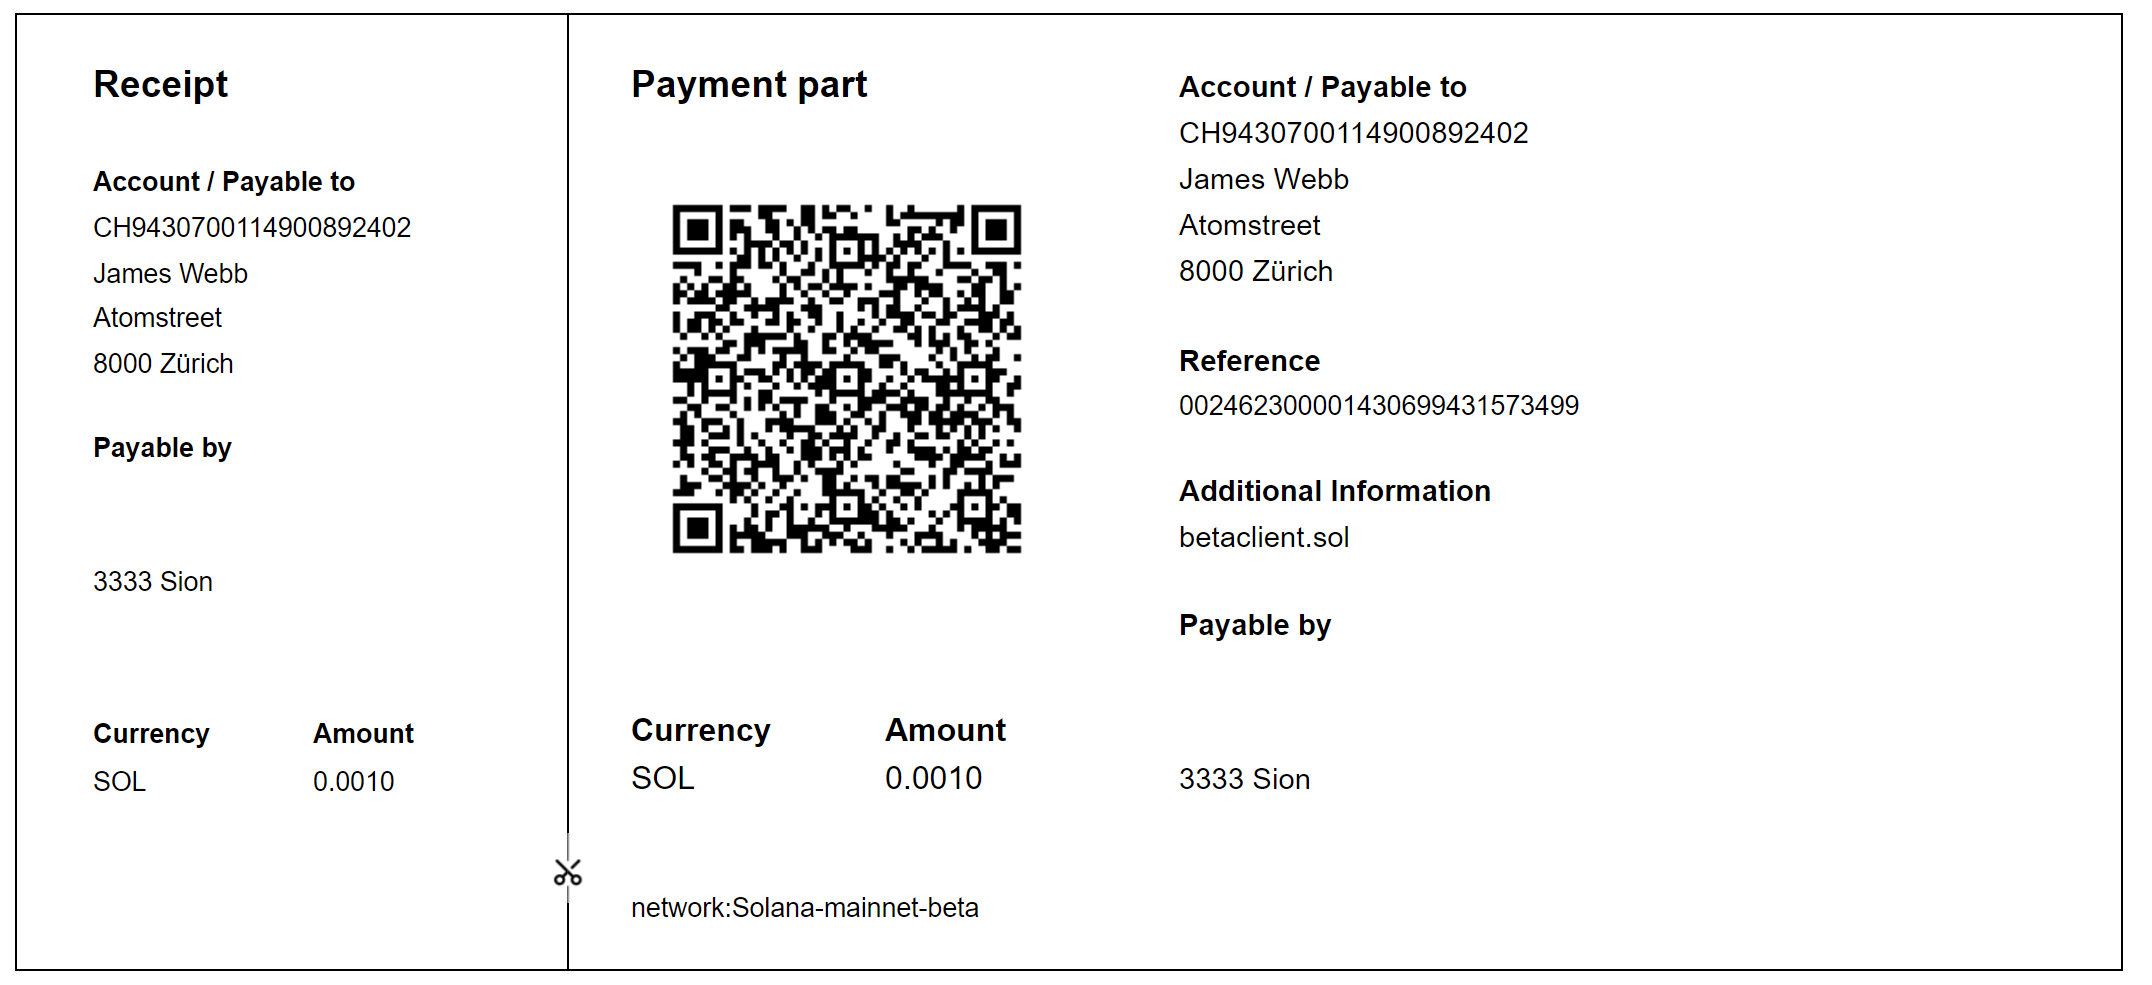 Receipt
Account / Payable to
CH9430700114900892402
James Webb
Atomstreet
8000 Zürich
Payable by
3333 Sion
Currency Amount
SOL 0.0010
Payment part
Currency Amount
SOL 0.0010
network:Solana-mainnet-beta
Account / Payable to
CH9430700114900892402
James Webb
Atomstreet
8000 Zürich
Reference
002462300001430699431573499
Additional Information
betaclient.sol
Payable by
3333 Sion